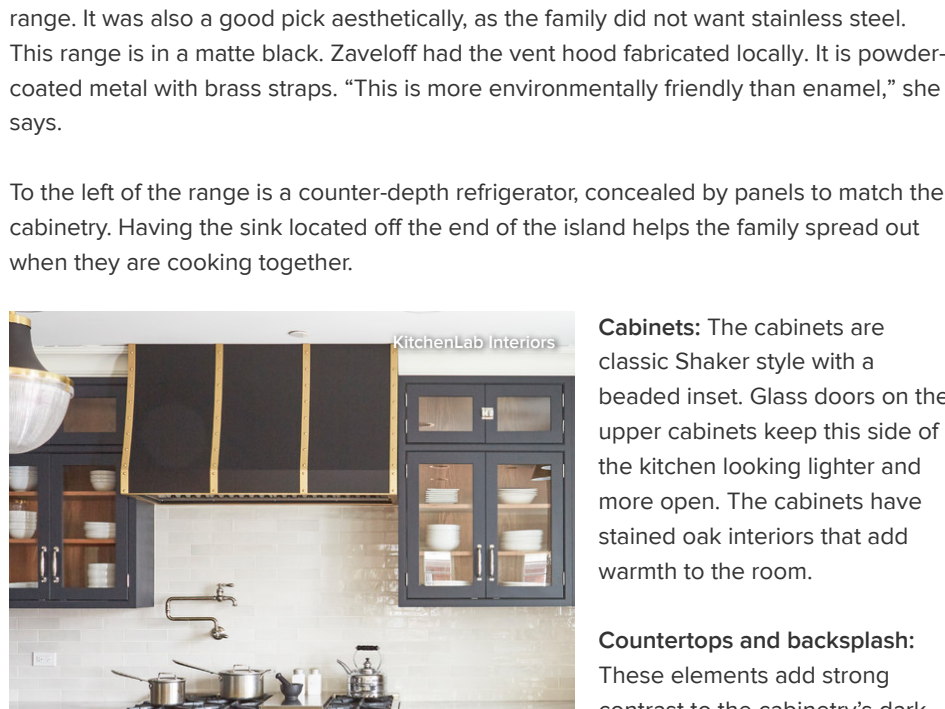 range. It was also a good pick aesthetically, as the family did not want stainless steel.
This range is in a matte black. Zaveloff had the vent hood fabricated locally. It is powder-
coated metal with brass straps. “This is more environmentally friendly than enamel,” she
says.
To the left of the range is a counter-depth refrigerator, concealed by panels to match the
cabinetry. Having the sink located off the end of the island helps the family spread out
when they are cooking together.
KitchenLab Interiors
Cabinets: The cabinets are
classic Shaker style with a
beaded inset. Glass doors on the
upper cabinets keep this side of
the kitchen looking lighter and
more open. The cabinets have
stained oak interiors that add
warmth to the room.
Countertops and backsplash:
These elements add strong
contrast to the cabinetry’s dark